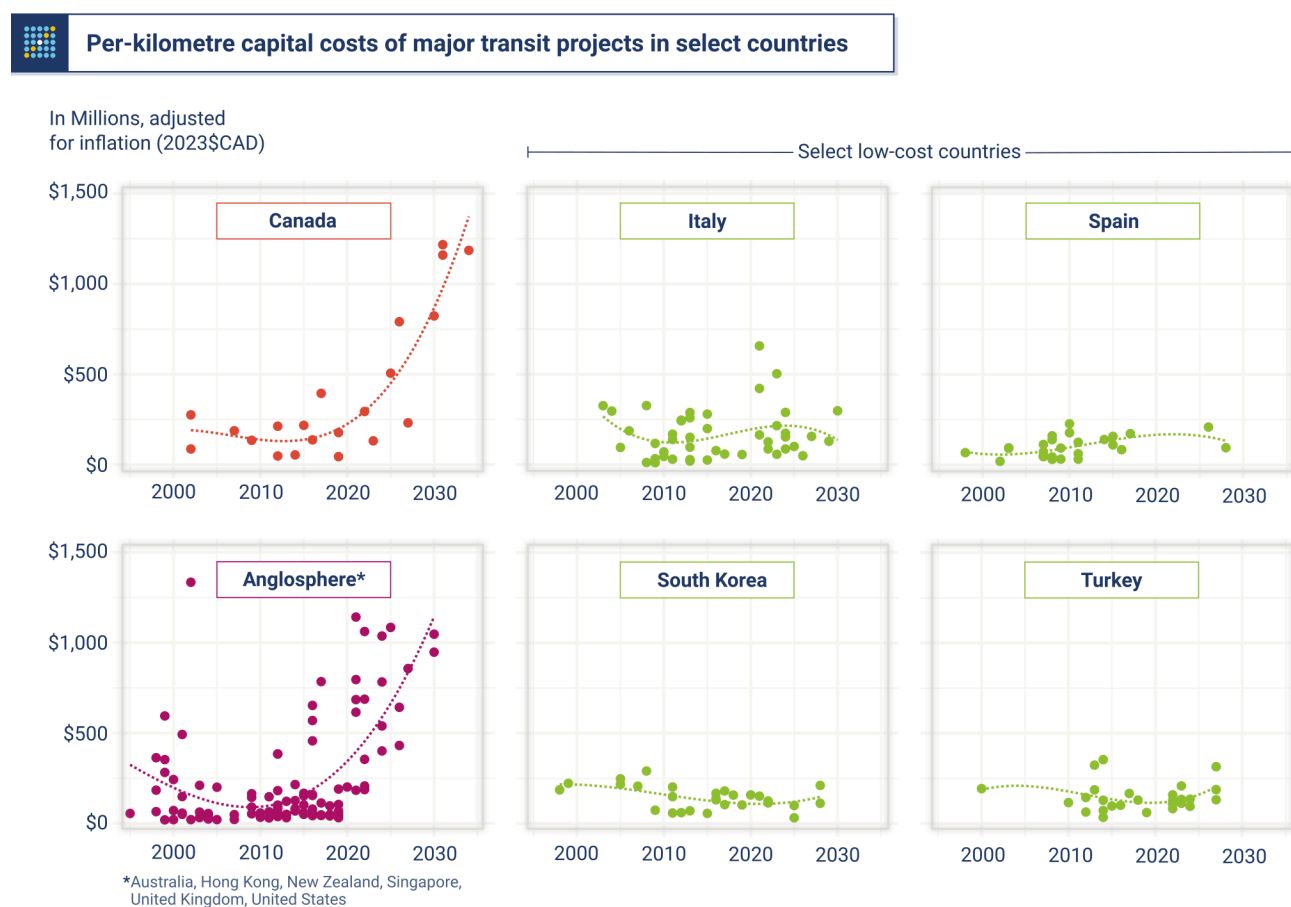 Per-kilometre capital costs of major transit projects in select countries
In Millions, adjusted
for inflation (2023$CAD)
Select low-cost countries
$1,500
$1,000
$500
$0
Canada
2000 2010 2020 2030
Italy
2000 2010 2020 2030
Spain
2000 2010 2020 2030
$1,500
$1,000
$500
$0
Anglosphere*
2000 2010 2020 2030
South Korea
2000 2010 2020 2030
Turkey
2000 2010 2020 2030
*Australia, Hong Kong, New Zealand, Singapore,
United Kingdom, United States